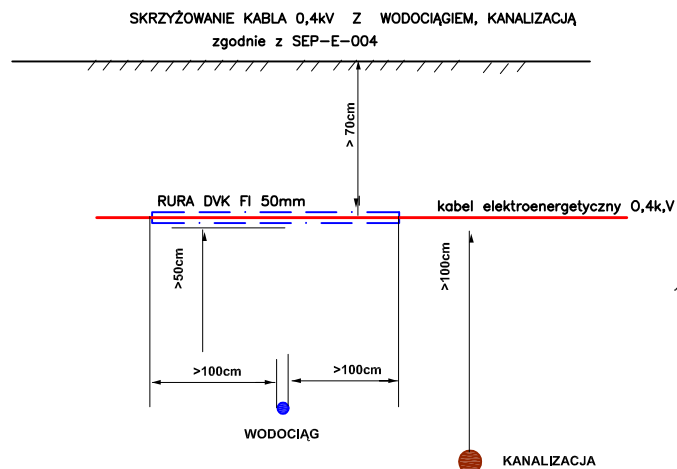 SKRZYŻOWANIE KABLA 0,4kV Z WODOCIĄGIEM, KANALIZACJĄ
zgodnie z SEP-E-004
> 70cm
RURA DVK FI 50mm
kabel elektroenergetyczny 0,4k,V
>50cm
>100cm
>100cm
>100cm
WODOCIĄG
KANALIZACJA